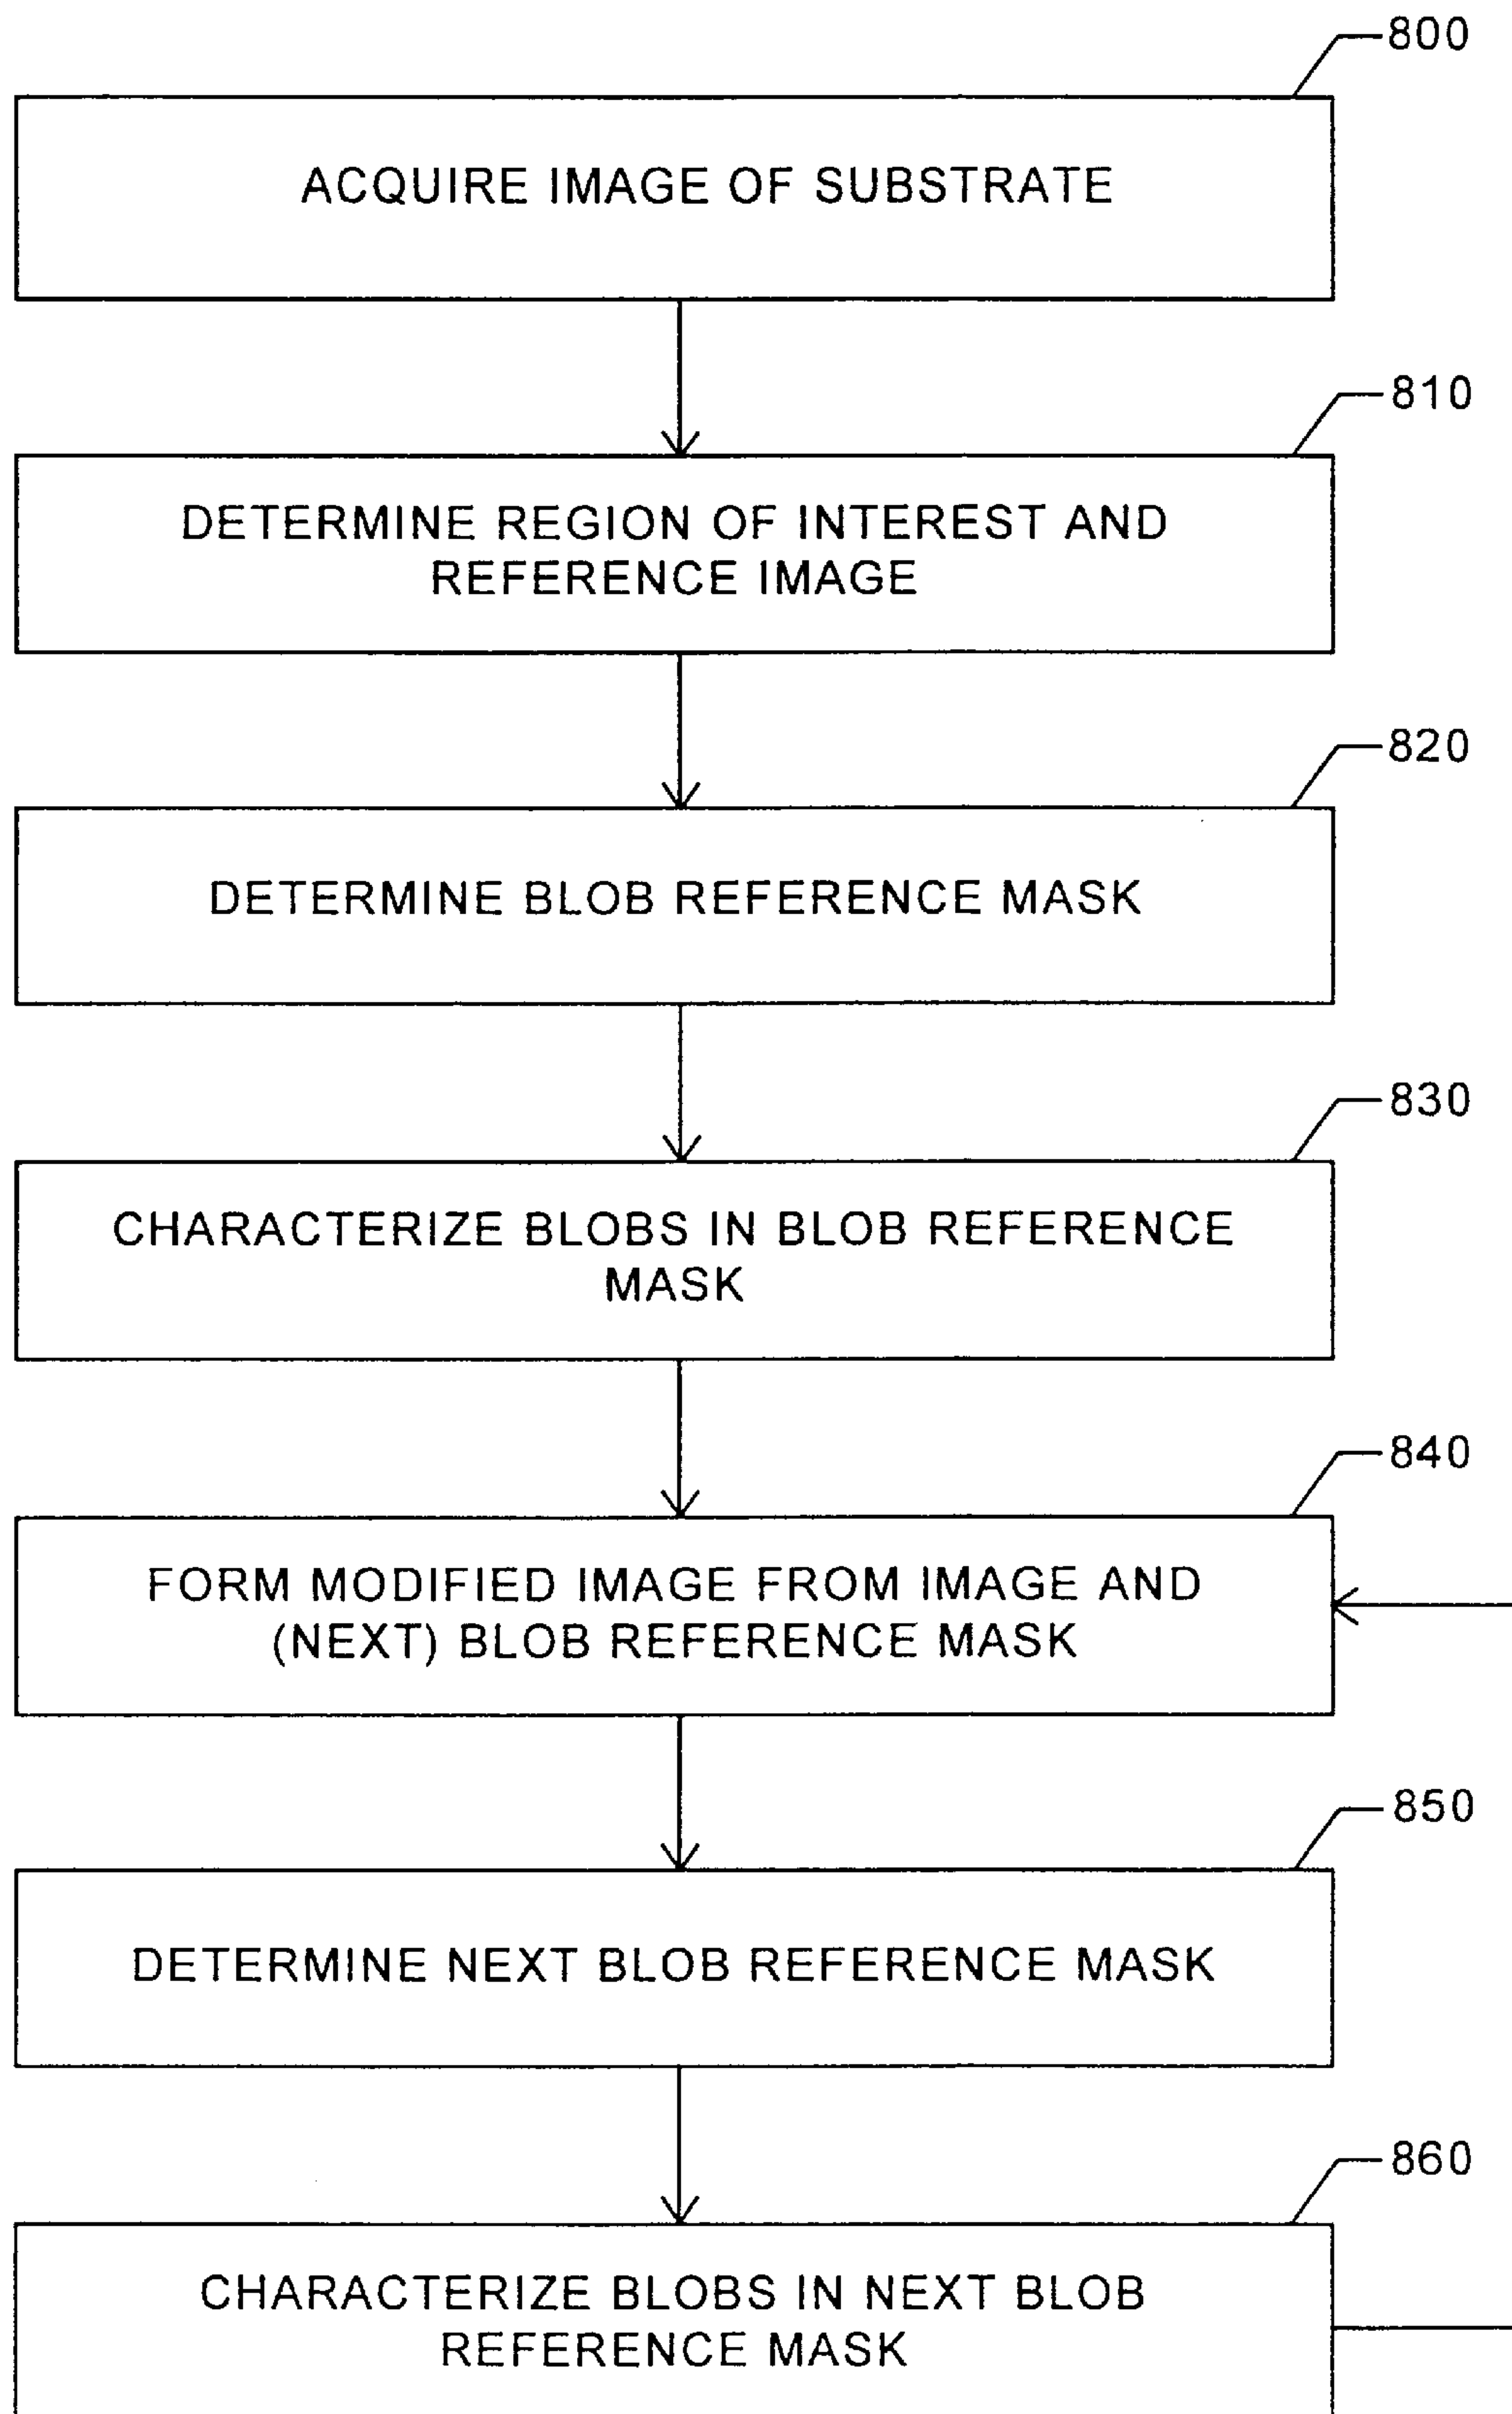 800
ACQUIRE IMAGE OF SUBSTRATE
810
DETERMINE REGION OF INTEREST AND
REFERENCE IMAGE
820
DETERMINE BLOB REFERENCE MASK
830
CHARACTERIZE BLOBS IN BLOB REFERENCE
MASK
840
FORM MODIFIED IMAGE FROM IMAGE AND
(NEXT) BLOB REFERENCE MASK
850
DETERMINE NEXT BLOB REFERENCE MASK
860
CHARACTERIZE BLOBS IN NEXT BLOB
REFERENCE MASK